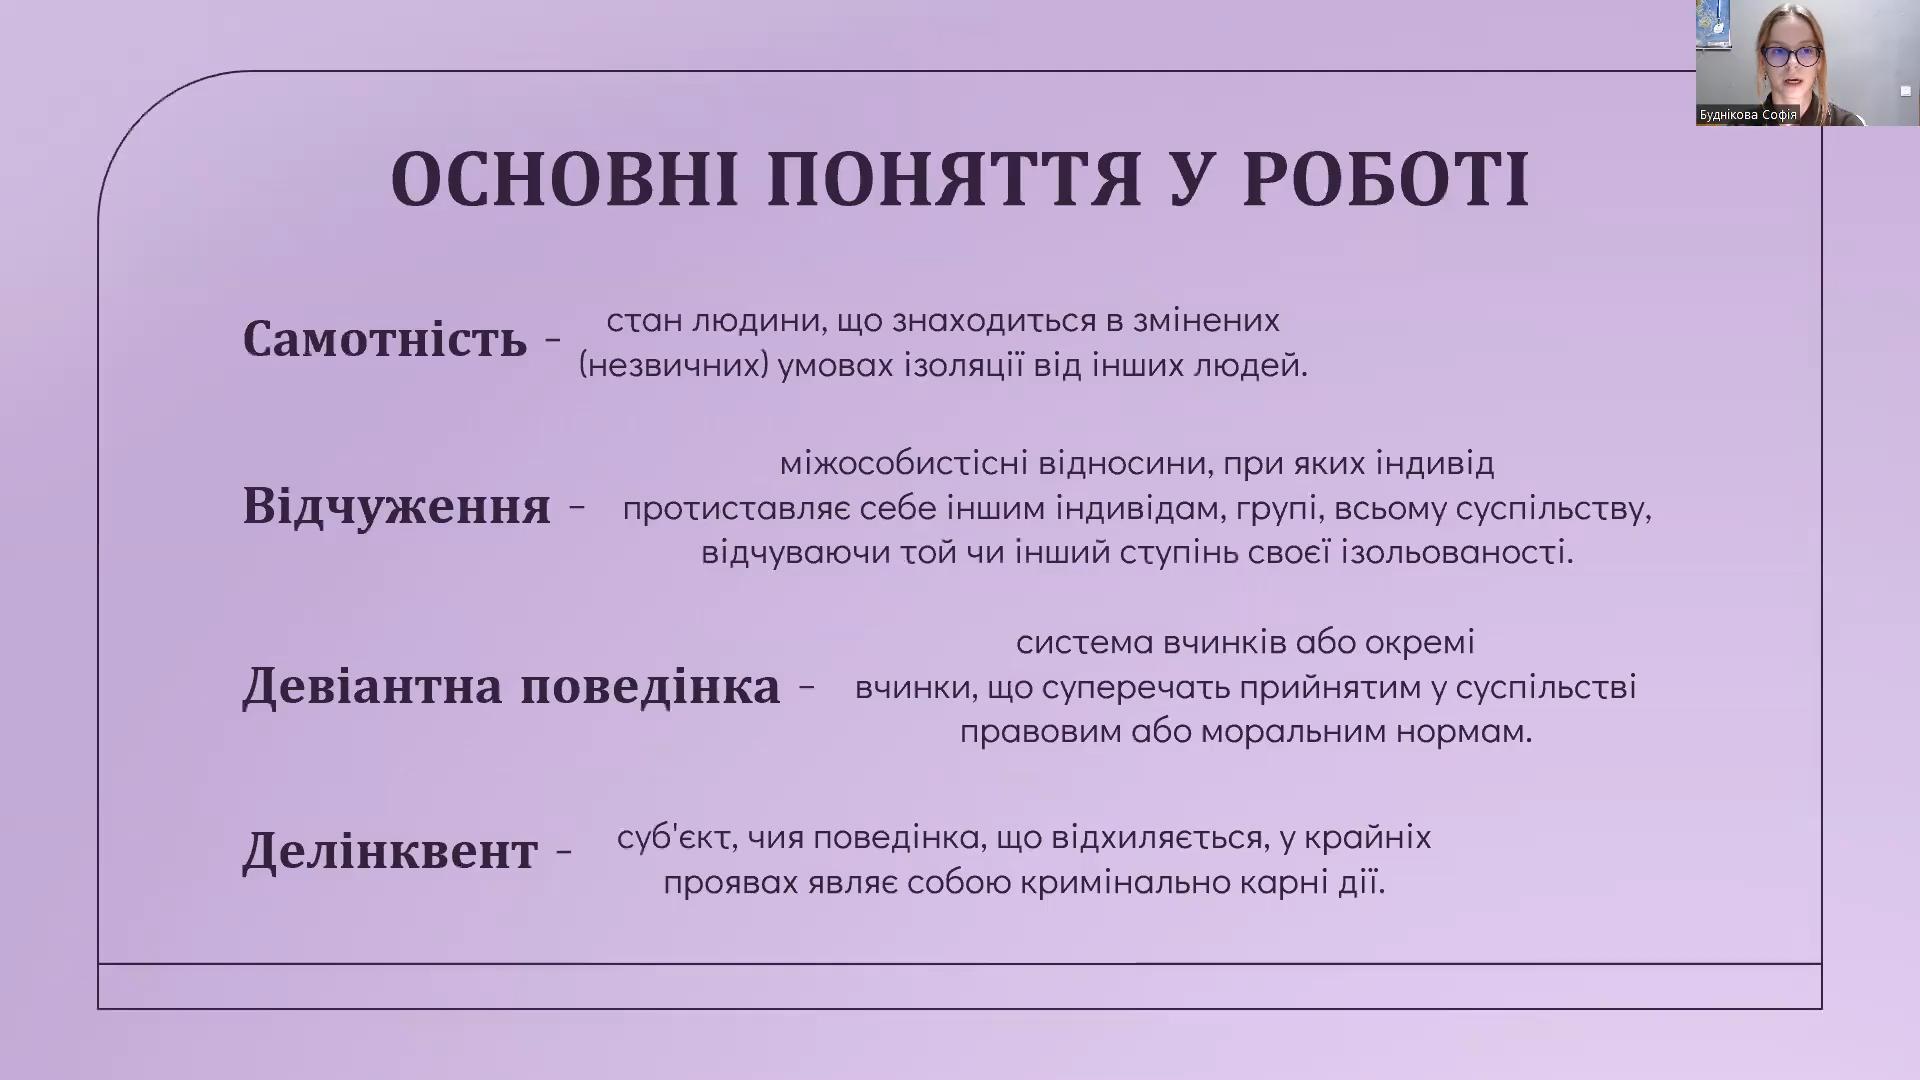 Буднікова Софія
ОСНОВНІ ПОНЯТТЯ У РОБОТІ
Самотність – стан людини, що знаходиться в змінених
(незвичних) умовах ізоляції від інших людей.
міжособистісні відносини, при яких індивід
Відчуження – протиставляє себе іншим індивідам, групі, всьому суспільству,
відчуваючи той чи інший ступінь своєї ізольованості.
система вчинків або окремі
Девіантна поведінка – вчинки, що суперечать прийнятим у суспільстві
правовим або моральним нормам.
Делінквент – суб'єкт, чия поведінка, що відхиляється, у крайніх
проявах являє собою кримінально карні дії.